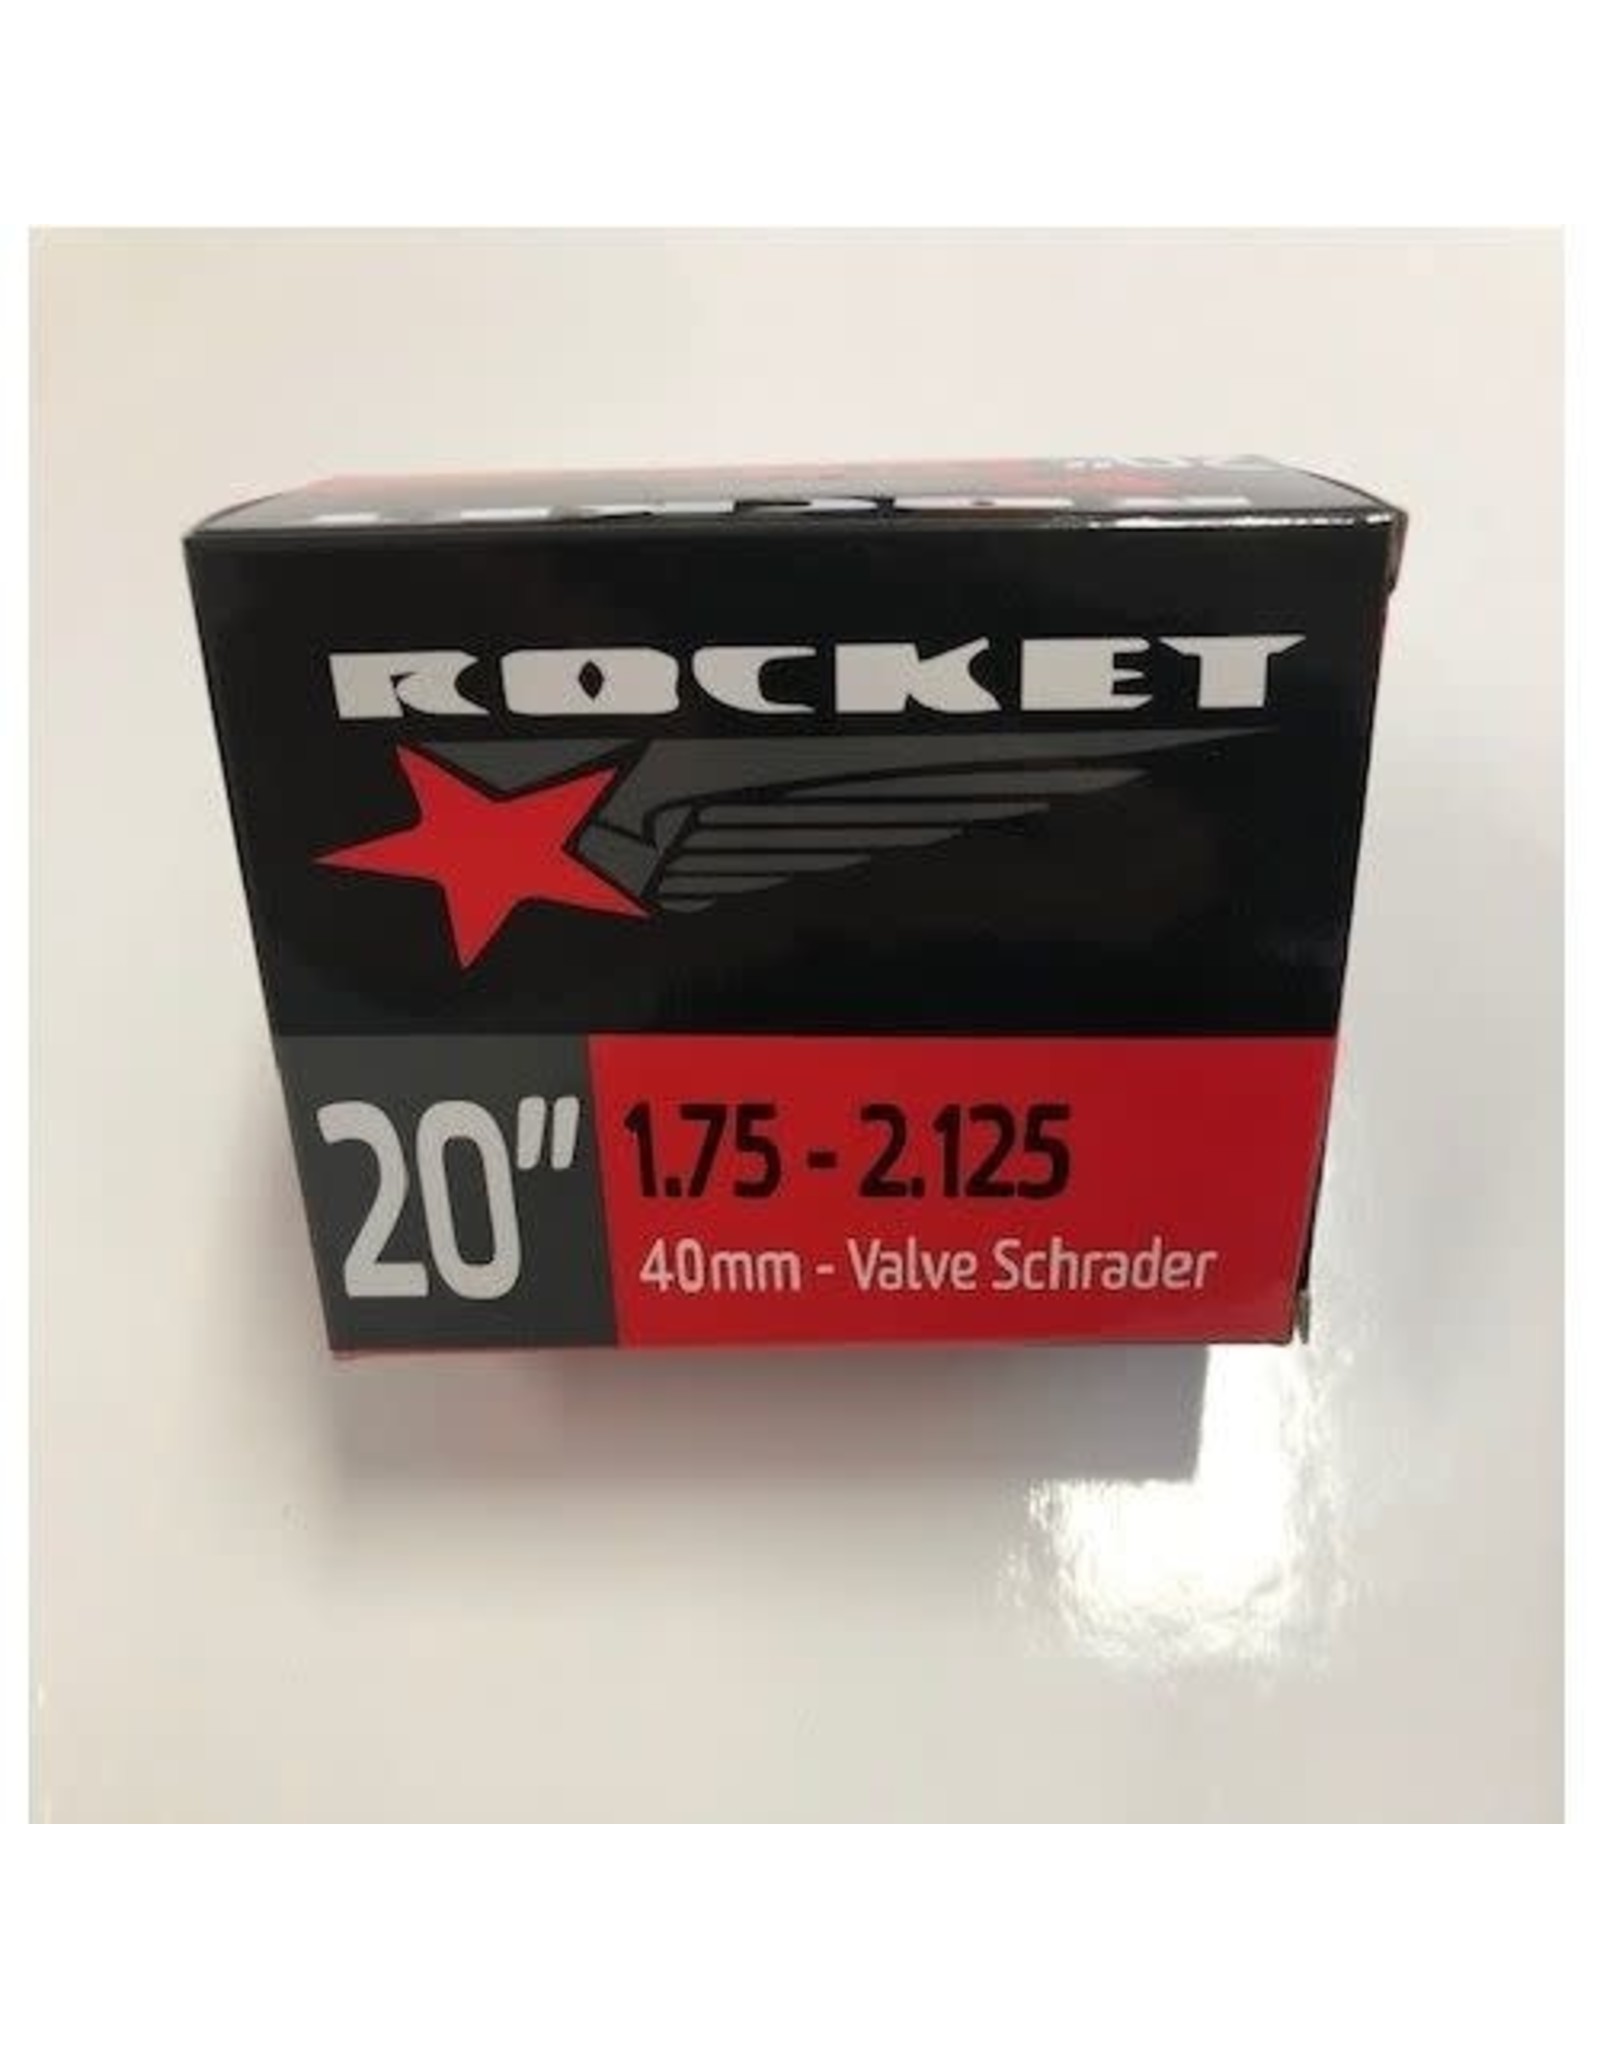 ROCKET
20"
1.75 - 2.125
40mm - Valve Schrader